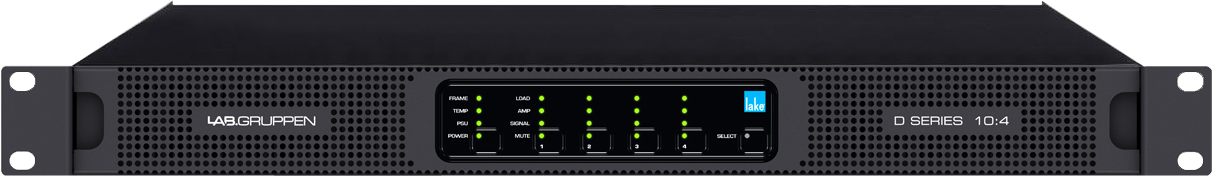 LAB.GRUPPEN
FRAME LOAD
TEMP AMP
PSU SIGNAL
POWER MUTE
1 2 3 4
SELECT
lake
D SERIES 10:4